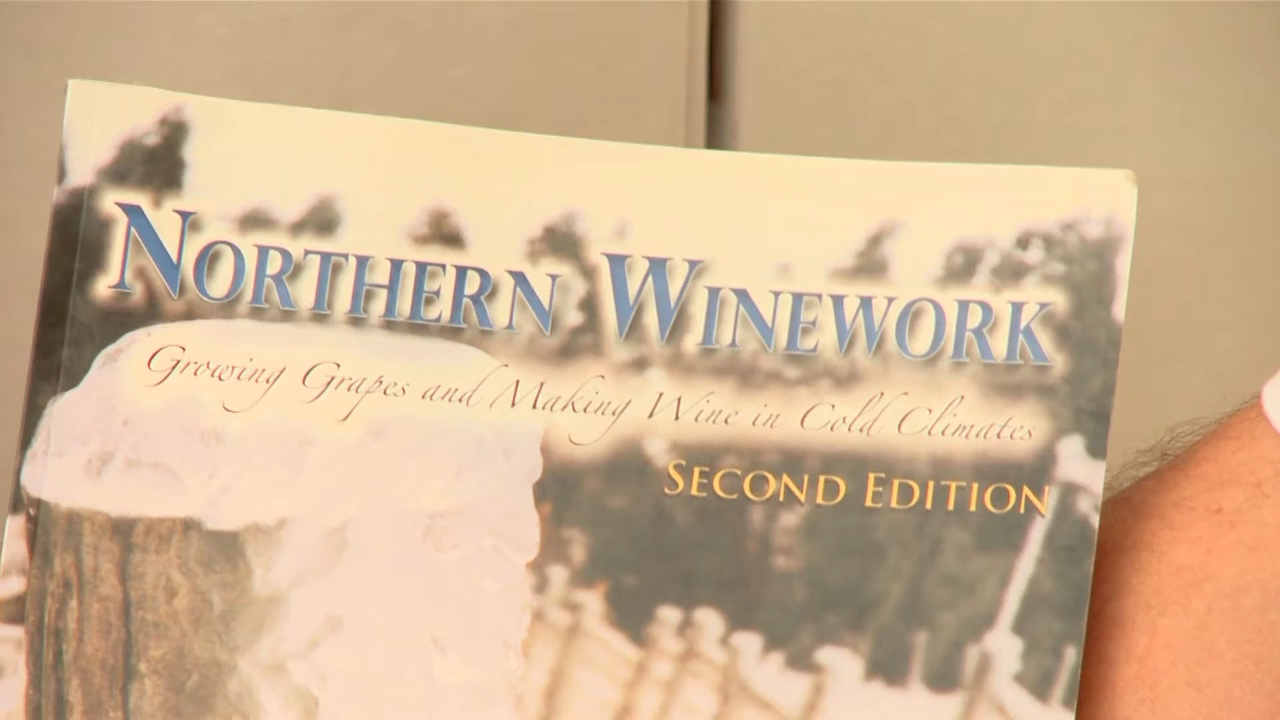 NORTHERN WINEWORK
Growing Grapes and Making Wine in Cold Climates
SECOND EDITION